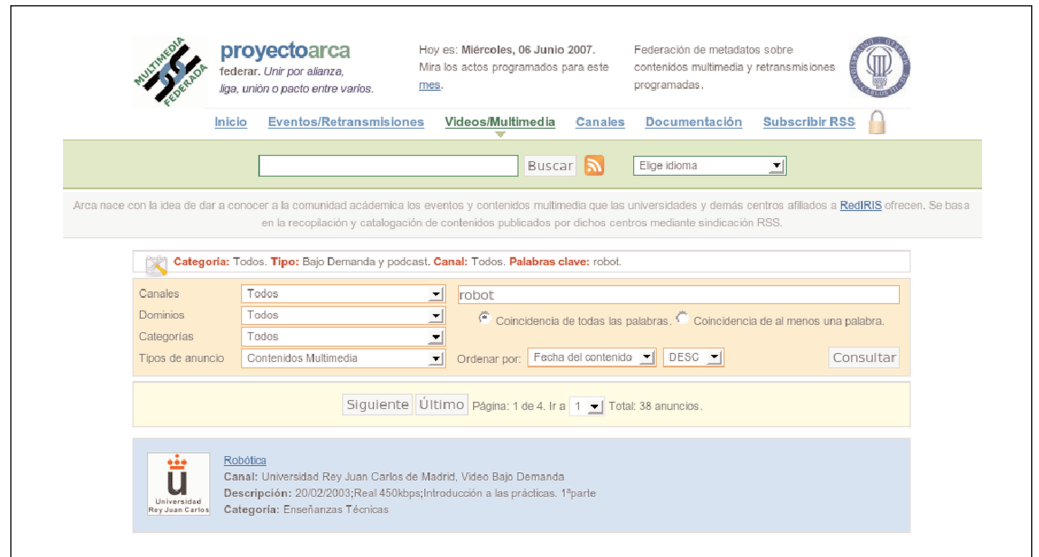 MULTIMEDIA
FEDERADA
proyectoarca
federar. Unir por alianza,
liga, unión o pacto entre varios.
Hoy es: Miércoles, 06 Junio 2007.
Mira los actos programados para este
mes.
Federación de metadatos sobre
contenidos multimedia y retransmisiones
programadas.
Inicio Eventos/Retransmisiones Videos/Multimedia Canales Documentación Subscribir RSS
Buscar Elige idioma
Arca nace con la idea de dar a conocer a la comunidad acádemica los eventos y contenidos multimedia que las universidades y demás centros afiliados a RedIRIS ofrecen. Se basa
en la recopilación y catalogación de contenidos publicados por dichos centros mediante sindicación RSS.
Categoria: Todos. Tipo: Bajo Demanda y podcast. Canal: Todos. Palabras clave: robot.
Canales Todos robot
Dominios Todos Coincidencia de todas las palabras. Coincidencia de al menos una palabra.
Categorías Todos
Tipos de anuncio Contenidos Multimedia Ordenar por: Fecha del contenido DESC Consultar
Siguiente Último Página: 1 de 4. Ir a 1 Total: 38 anuncios.
Robótica
Canal: Universidad Rey Juan Carlos de Madrid, Video Bajo Demanda
Descripción: 20/02/2003;Real 450kbps;Introducción a las prácticas. 1ªparte
Categoria: Enseñanzas Técnicas
Universidad
Rey Juan Carlos